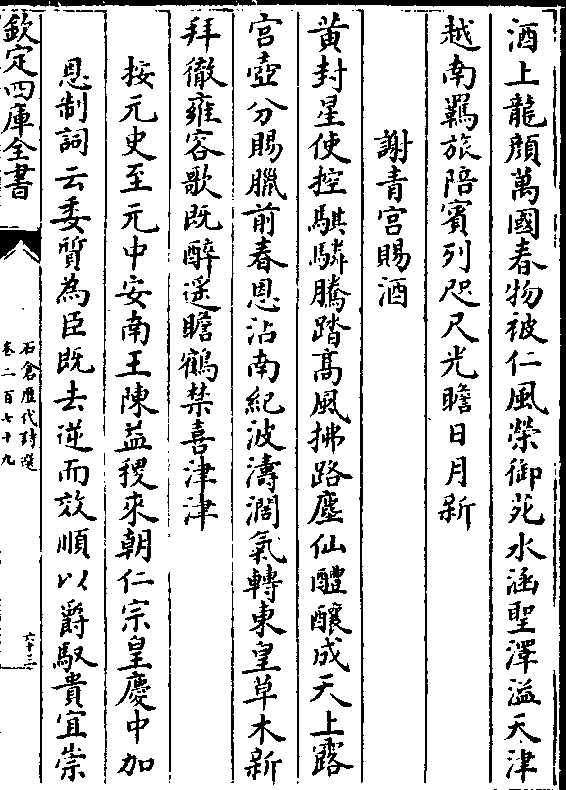 酒上龍顔萬國春物被仁風榮御苑水涵聖澤溢天津
越南羈旅陪賓列咫尺光瞻日月新
謝青宫賜酒
黄封星使控騏驎騰踏髙風拂路塵仙醴釀成天上露
宫壺分賜臘前春恩沾南紀波濤濶氣轉東皇草木新
拜徹雍容歌既醉遥瞻鶴禁喜津津
按元史至元中安南王陳益稷來朝仁宗皇慶中加
恩制詞云委質為臣既去逆而效順以爵馭貴宜崇
欽定四庫全書
石倉歴代詩選
卷二百七十九
六十三